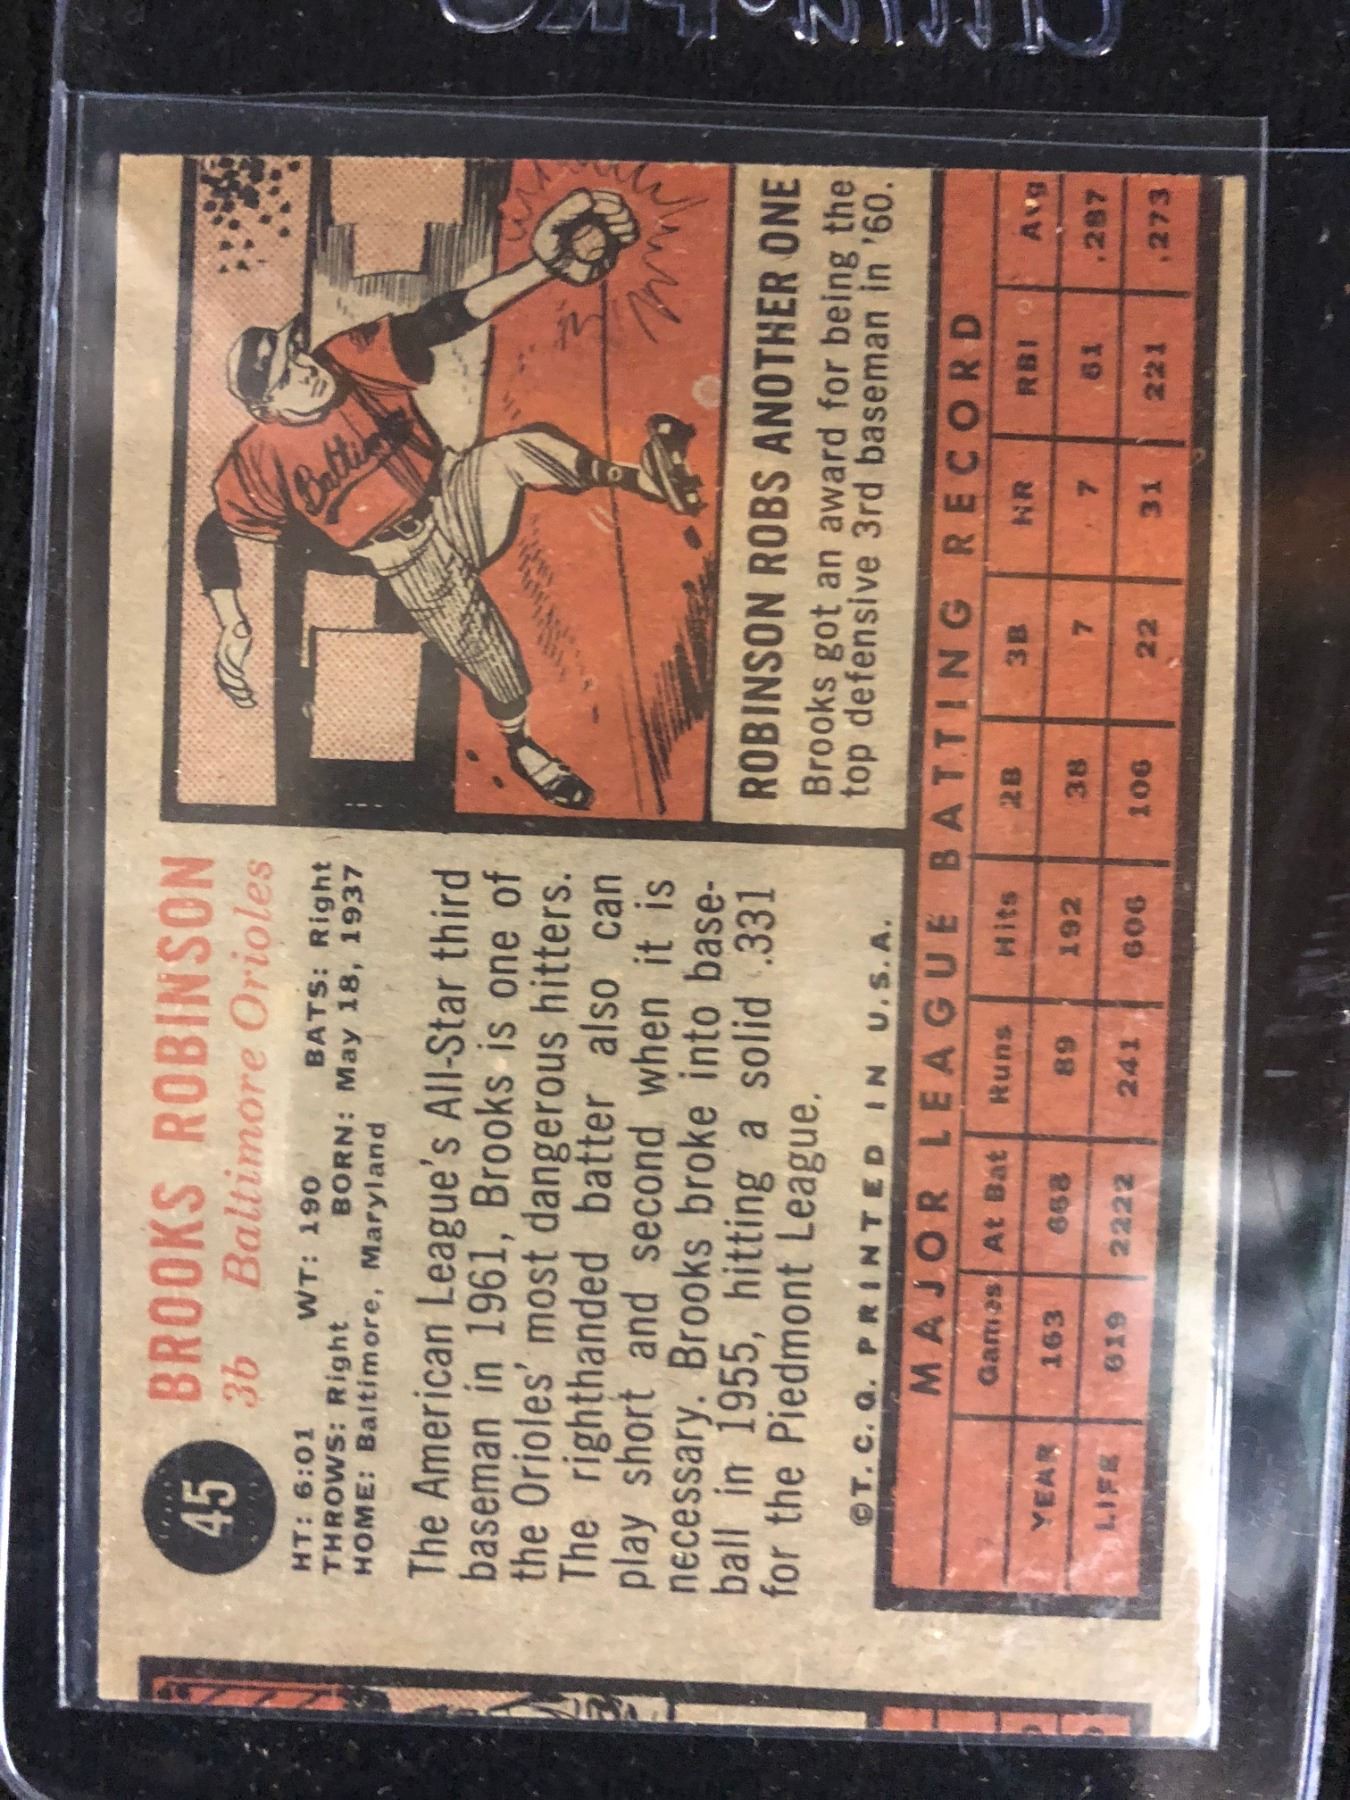 45
BROOKS ROBINSON
3b Baltimore Orioles
HT: 6:01 WT: 190 BATS: Right
THROWS: Right BORN: May 18, 1937
HOME: Baltimore, Maryland
The American League's All-Star third
baseman in 1961, Brooks is one of
the Orioles' most dangerous hitters.
The righthanded batter also can
play short and second when it is
necessary. Brooks broke into base-
ball in 1955, hitting a solid .331
for the Piedmont League.
©T.C.G. PRINTED IN U.S.A.
Baltimore
ROBINSON ROBS ANOTHER ONE
Brooks got an award for being the
top defensive 3rd baseman in '60.
MAJOR LEAGUE BATTING RECORD
Games At Bat Runs Hits 2B 3B HR RBI Avg
YEAR 163 668 89 192 38 7 7 61 .287
LIFE 619 2222 241 606 106 22 31 221 .273